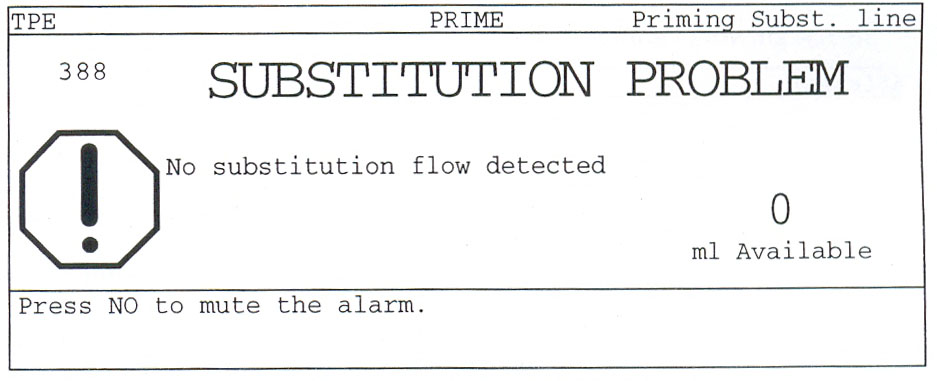 TPE PRIME Priming Subst. line
388 SUBSTITUTION PROBLEM
No substitution flow detected
0
ml Available
Press NO to mute the alarm.